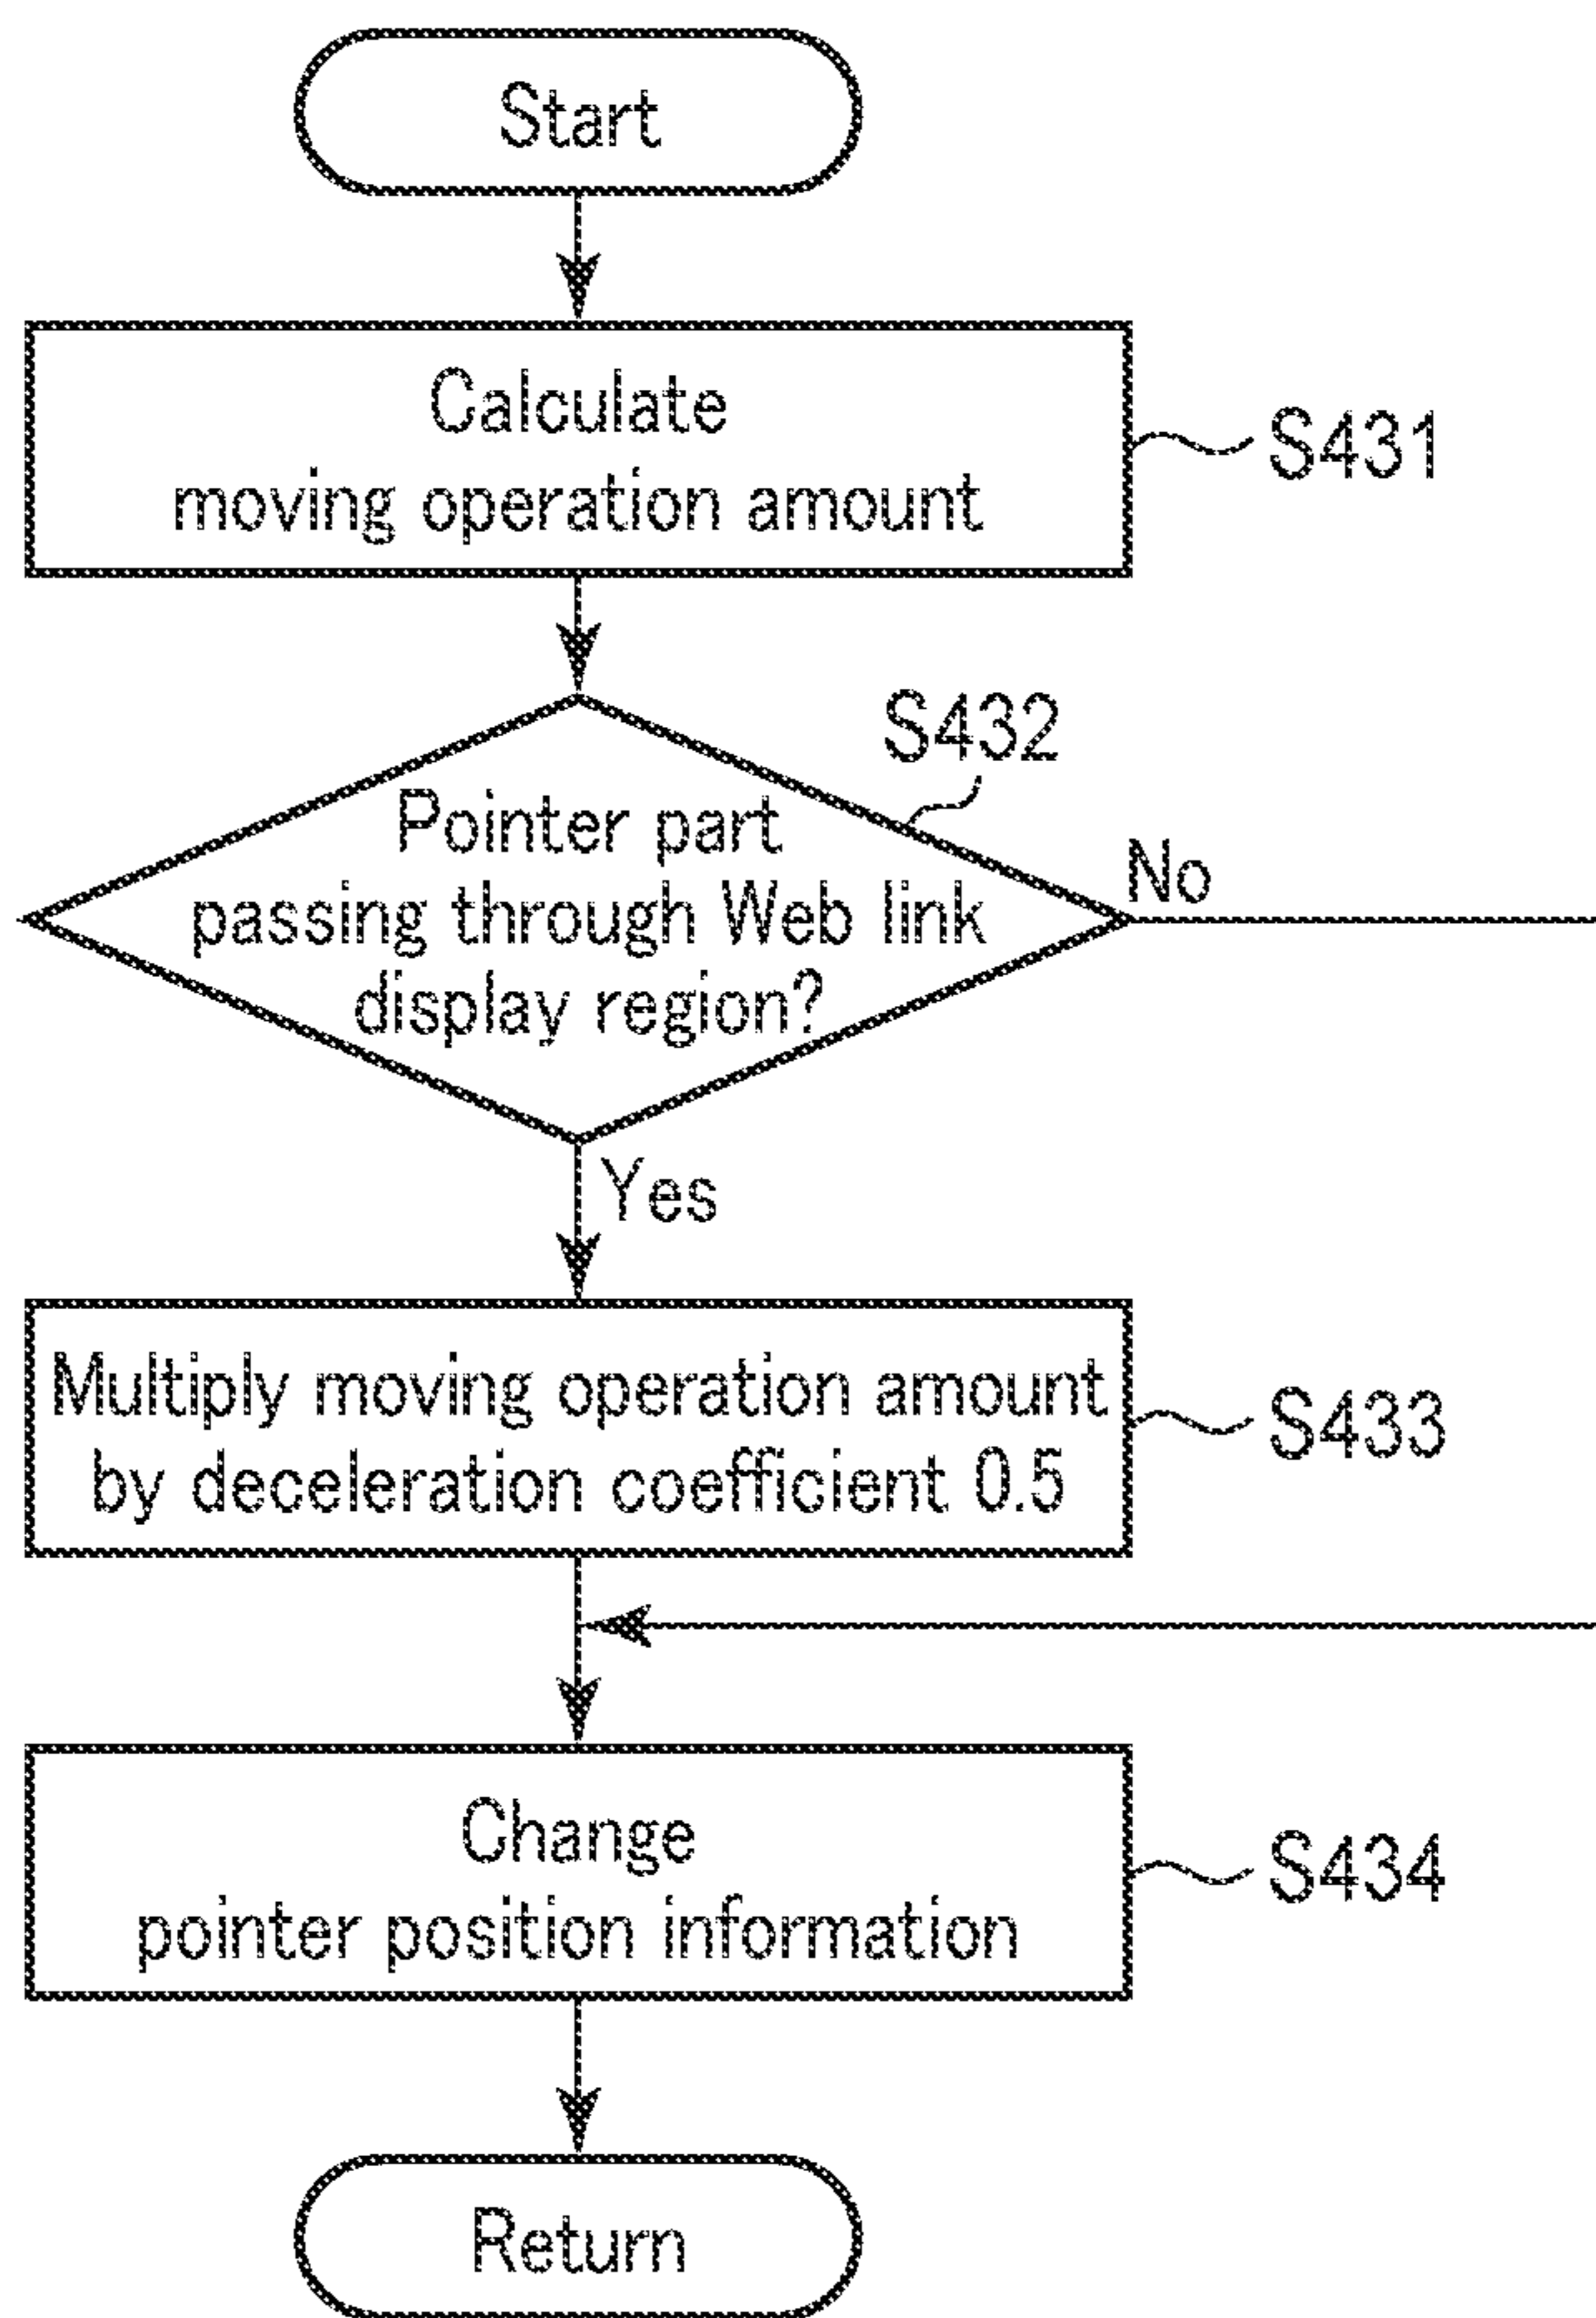 Start
Calculate
moving operation amount
S431
S432
Pointer part
passing through Web link
display region?
No
Yes
Multiply moving operation amount
by deceleration coefficient 0.5
S433
Change
pointer position information
S434
Return